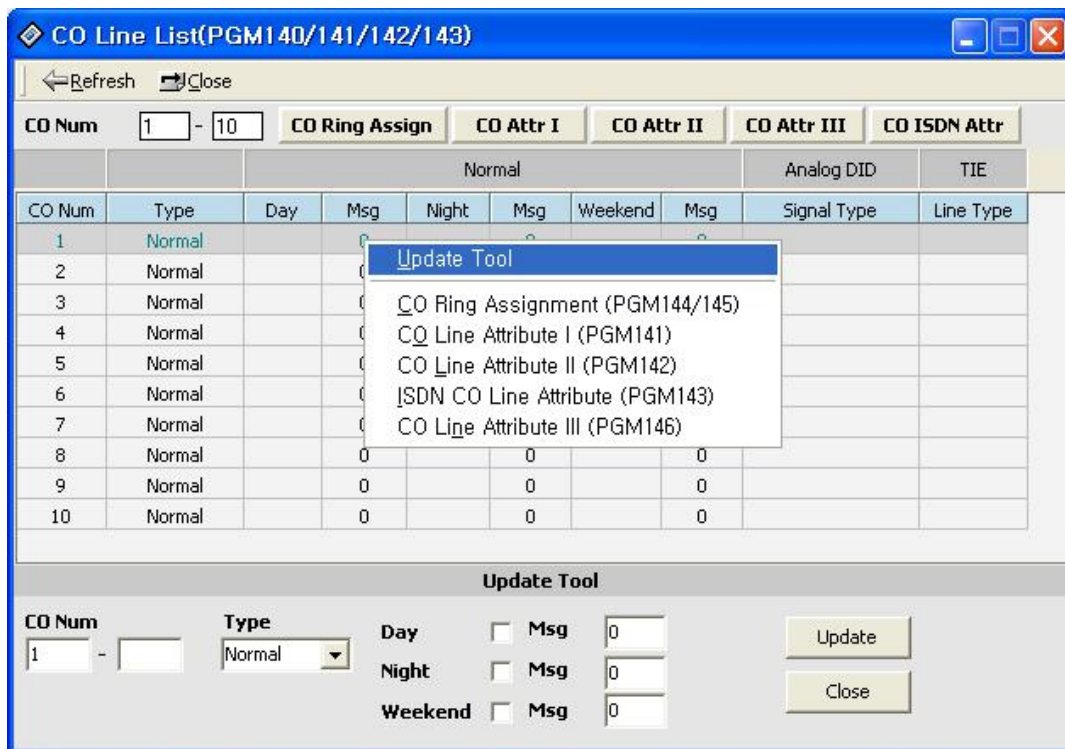 CO Line List(PGM140/141/142/143)
Refresh Close
CO Num 1 - 10 CO Ring Assign CO Attr I CO Attr II CO Attr III CO ISDN Attr
Normal Analog DID TIE
CO Num Type Day Msg Night Msg Weekend Msg Signal Type Line Type
1 Normal
2 Normal
3 Normal
4 Normal
5 Normal
6 Normal
7 Normal
Update Tool
CO Ring Assignment (PGM144/145)
CO Line Attribute I (PGM141)
CO Line Attribute II (PGM142)
ISDN CO Line Attribute (PGM143)
CO Line Attribute III (PGM146)
8 Normal 0 0 0
9 Normal 0 0 0
10 Normal 0 0 0
Update Tool
CO Num Type
1 - Normal
Day Msg 0
Night Msg 0
Weekend Msg 0
Update
Close